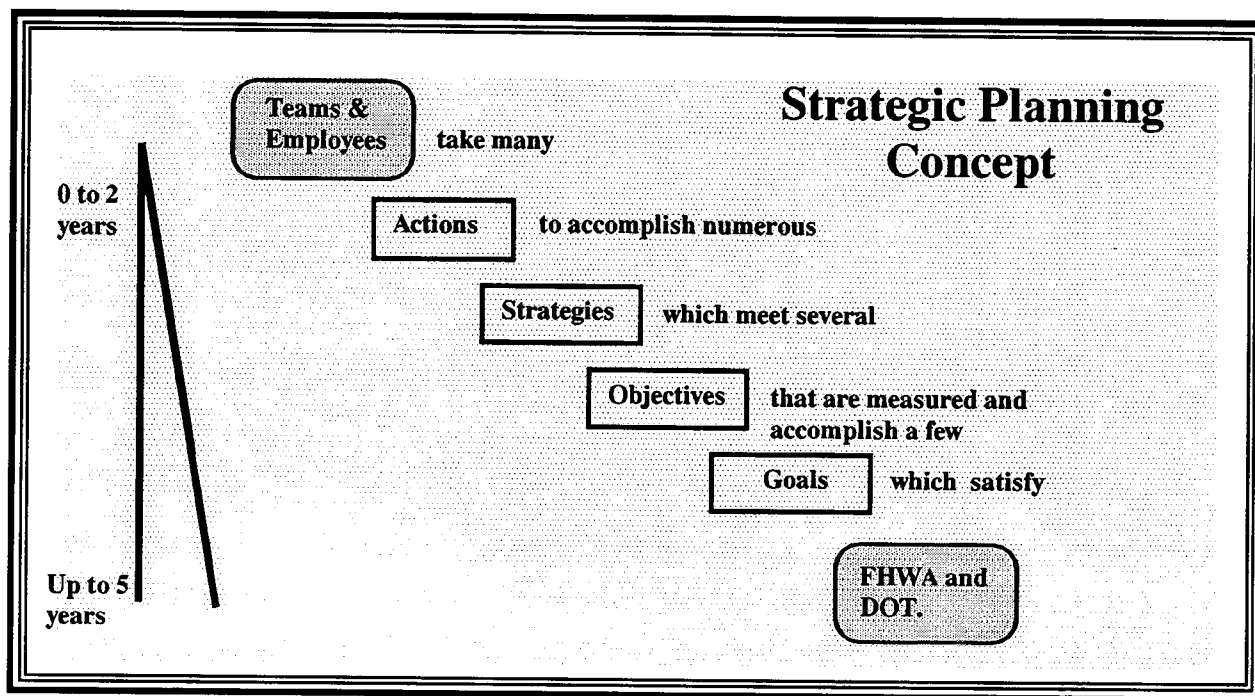 Strategic Planning
Concept
Teams &
Employees
take many
0 to 2
years
Actions
to accomplish numerous
Strategies
which meet several
Objectives
that are measured and
accomplish a few
Goals
which satisfy
FHWA and
DOT.
Up to 5
years